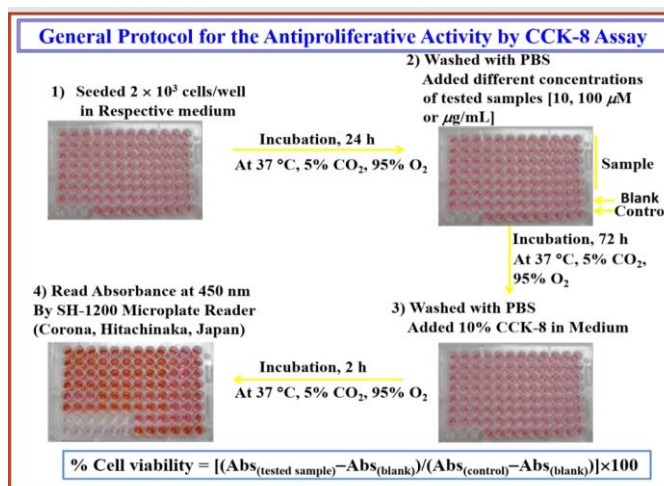 General Protocol for the Antiproliferative Activity by CCK-8 Assay
1) Seeded 2 × 10³ cells/well
in Respective medium
Incubation, 24 h
At 37 °C, 5% CO₂, 95% O₂
2) Washed with PBS
Added different concentrations
of tested samples [10, 100 µM
or µg/mL]
Sample
Blank
Control
Incubation, 72 h
At 37 °C, 5% CO₂,
95% O₂
3) Washed with PBS
Added 10% CCK-8 in Medium
Incubation, 2 h
At 37 °C, 5% CO₂, 95% O₂
4) Read Absorbance at 450 nm
By SH-1200 Microplate Reader
(Corona, Hitachinaka, Japan)
% Cell viability = [(Abs(tested sample)−Abs(blank))/(Abs(control)−Abs(blank))]×100